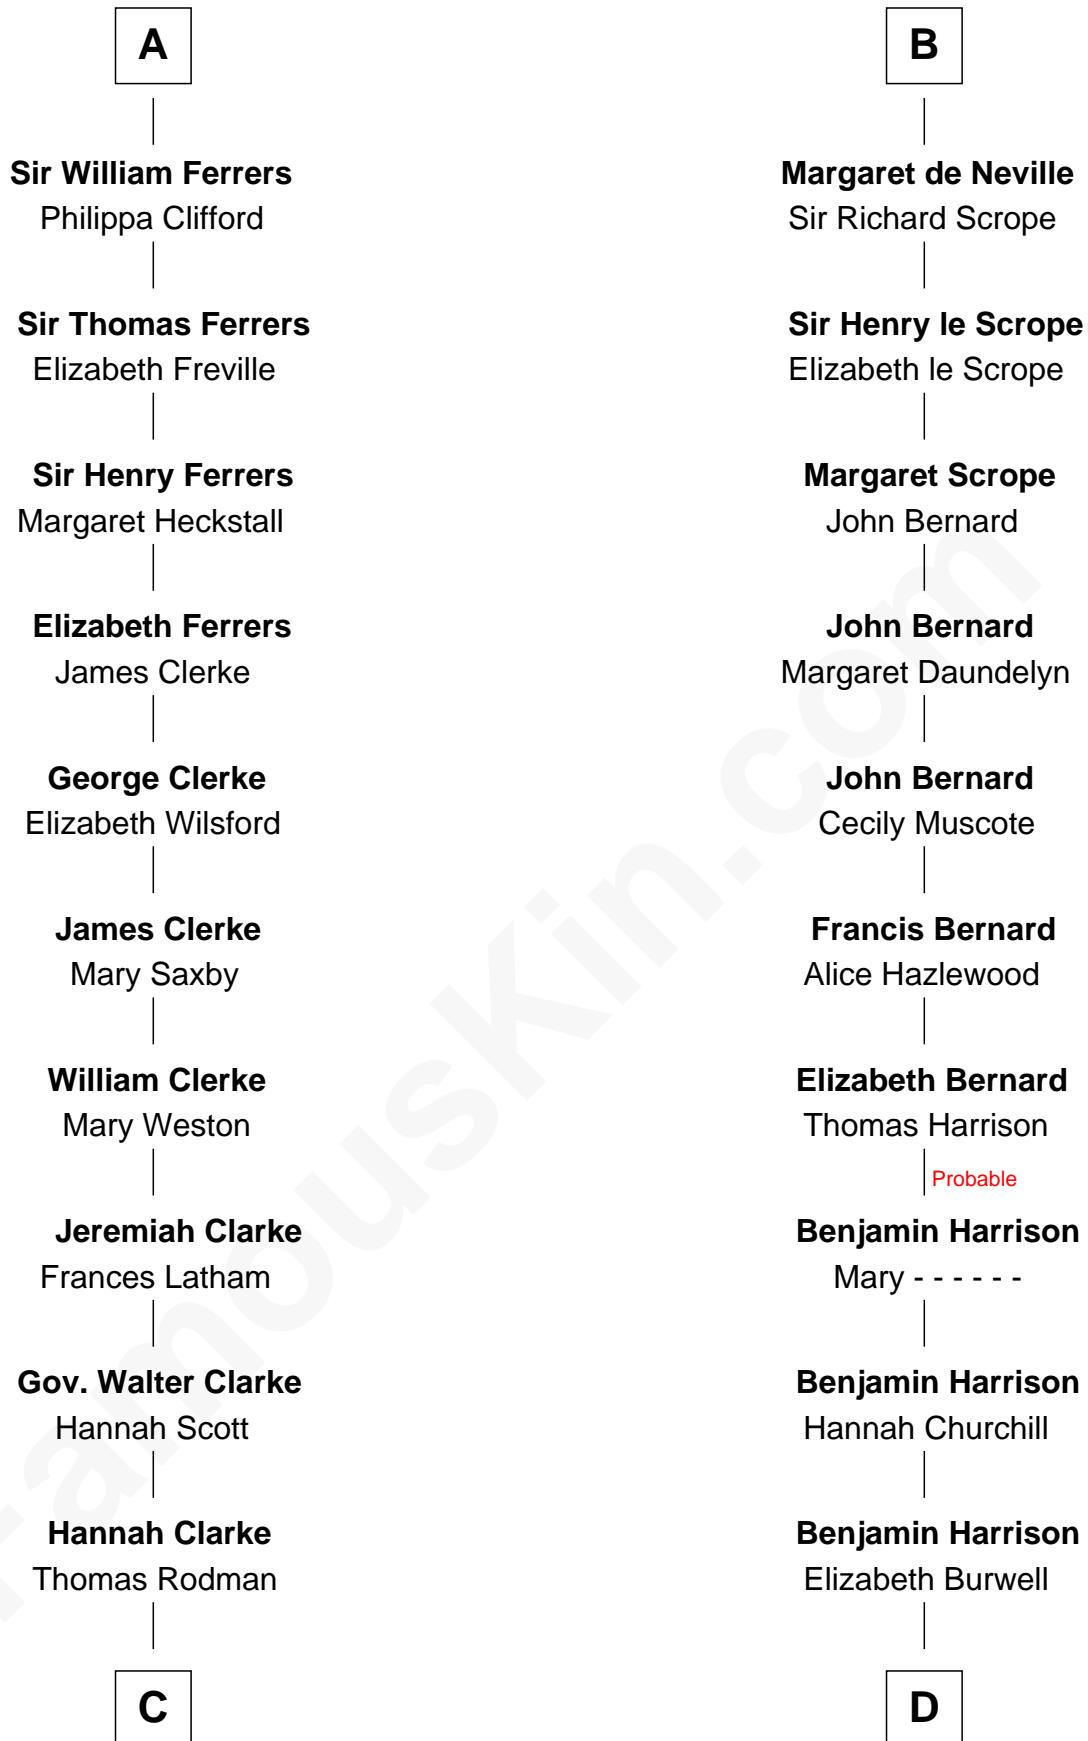 A
Sir William Ferrers
Philippa Clifford
Sir Thomas Ferrers
Elizabeth Freville
Sir Henry Ferrers
Margaret Heckstall
Elizabeth Ferrers
James Clerke
George Clerke
Elizabeth Wilsford
James Clerke
Mary Saxby
William Clerke
Mary Weston
Jeremiah Clarke
Frances Latham
Gov. Walter Clarke
Hannah Scott
Hannah Clarke
Thomas Rodman
C
B
Margaret de Neville
Sir Richard Scrope
Sir Henry le Scrope
Elizabeth le Scrope
Margaret Scrope
John Bernard
John Bernard
Margaret Daundelyn
John Bernard
Cecily Muscote
Francis Bernard
Alice Hazlewood
Elizabeth Bernard
Thomas Harrison
Probable
Benjamin Harrison
Mary - - - - - -
Benjamin Harrison
Hannah Churchill
Benjamin Harrison
Elizabeth Burwell
D
FamousKin.com